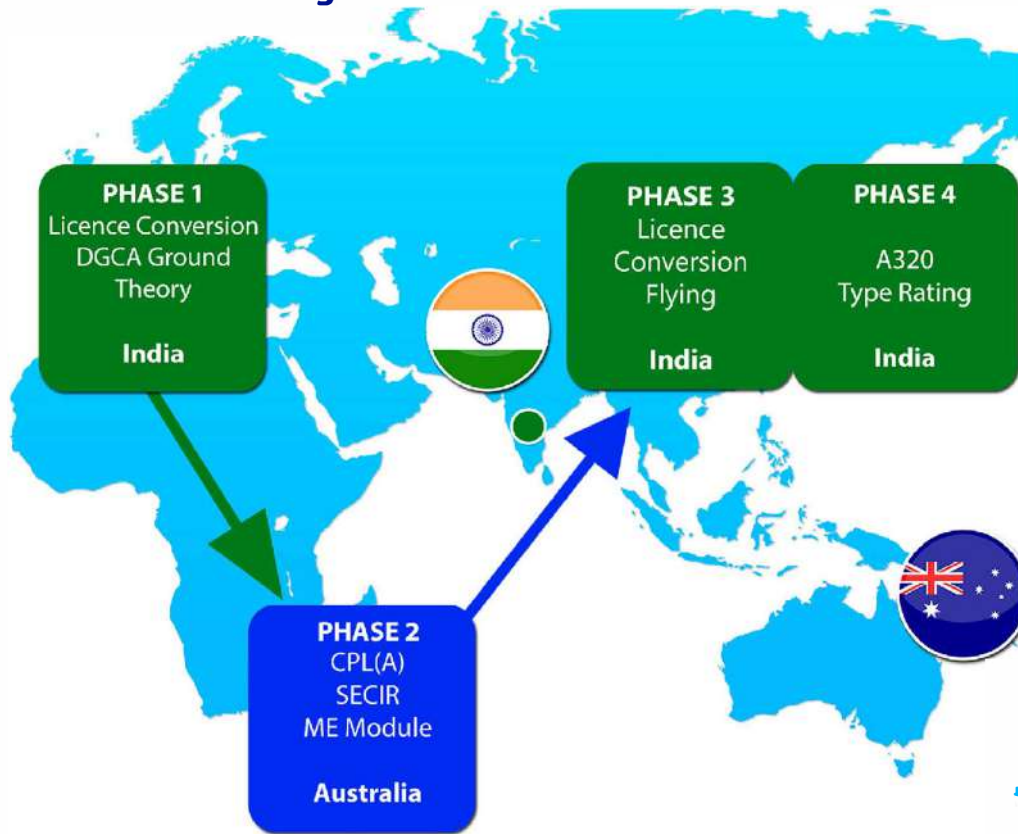 PHASE 1
Licence Conversion
DGCA Ground
Theory
India
PHASE 2
CPL(A)
SECIR
ME Module
Australia
PHASE 3
Licence
Conversion
Flying
India
PHASE 4
A320
Type Rating
India